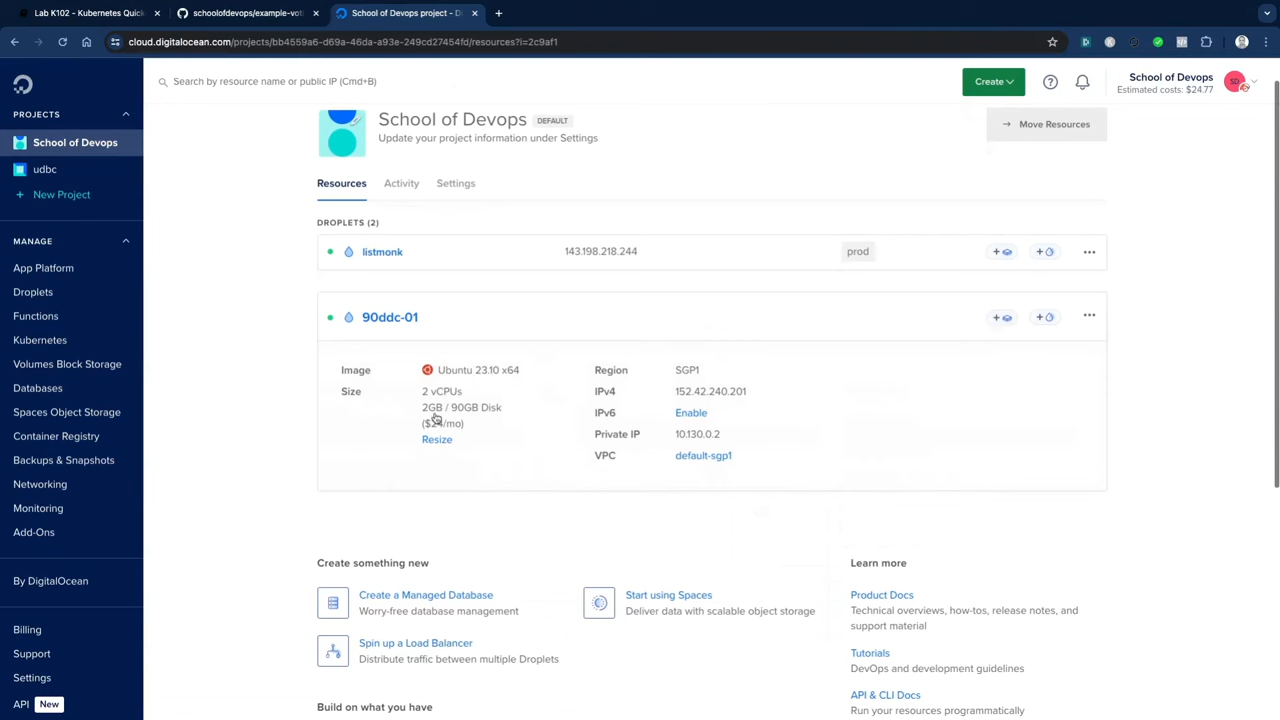 Lab K102 - Kubernetes Quick
schoolofdevops/example-vot
School of Devops project - D
cloud.digitalocean.com/projects/bb4559a6-d69a-46da-a93e-249cd27454fd/resources?i=2c9af1
Search by resource name or public IP (Cmd+B)
Create
School of Devops
Estimated costs: $24.77
SD
PROJECTS
School of Devops
udbc
+ New Project
MANAGE
App Platform
Droplets
Functions
Kubernetes
Volumes Block Storage
Databases
Spaces Object Storage
Container Registry
Backups & Snapshots
Networking
Monitoring
Add-Ons
By DigitalOcean
Billing
Support
Settings
API New
School of Devops DEFAULT
Update your project information under Settings
→ Move Resources
Resources Activity Settings
DROPLETS (2)
listmonk 143.198.218.244 prod
90ddc-01
Image Ubuntu 23.10 x64
Size 2 vCPUs
2GB / 90GB Disk
($24/mo)
Resize
Region SGP1
IPv4 152.42.240.201
IPv6 Enable
Private IP 10.130.0.2
VPC default-sgp1
Create something new
Create a Managed Database
Worry-free database management
Start using Spaces
Deliver data with scalable object storage
Spin up a Load Balancer
Distribute traffic between multiple Droplets
Build on what you have
Learn more
Product Docs
Technical overviews, how-tos, release notes, and
support material
Tutorials
DevOps and development guidelines
API & CLI Docs
Run your resources programmatically